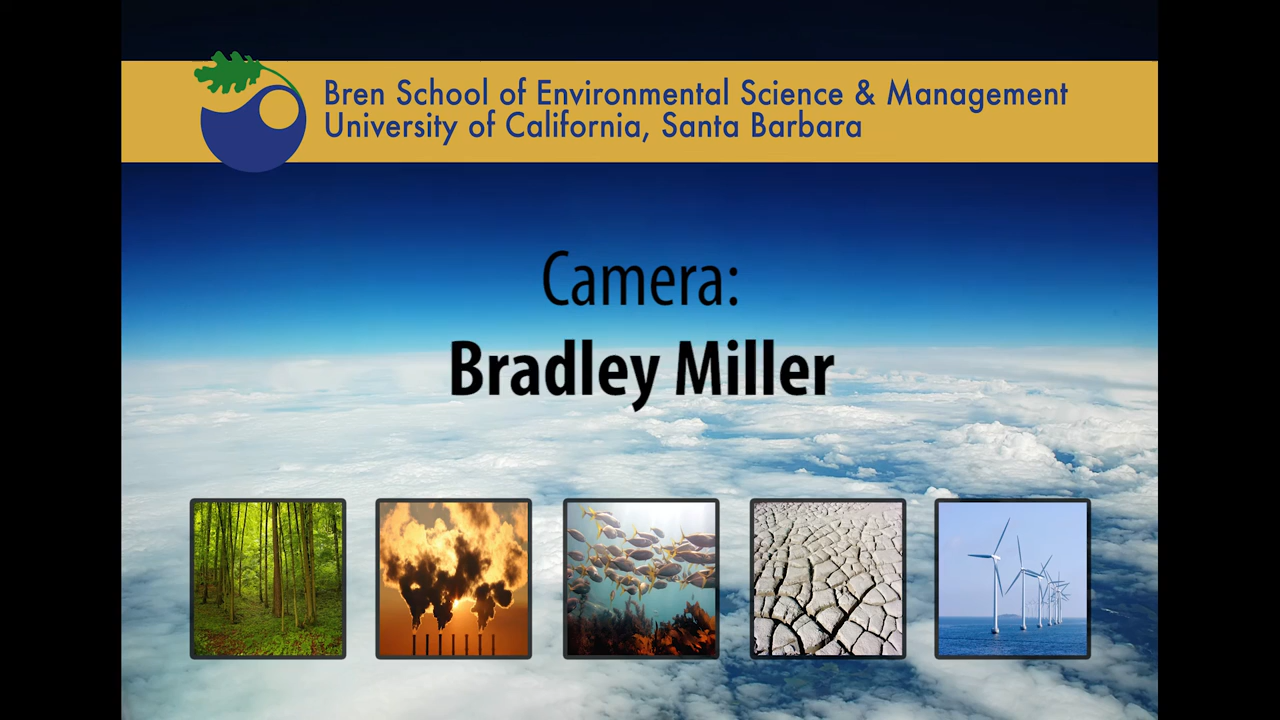 Bren School of Environmental Science & Management
University of California, Santa Barbara
Camera:
Bradley Miller